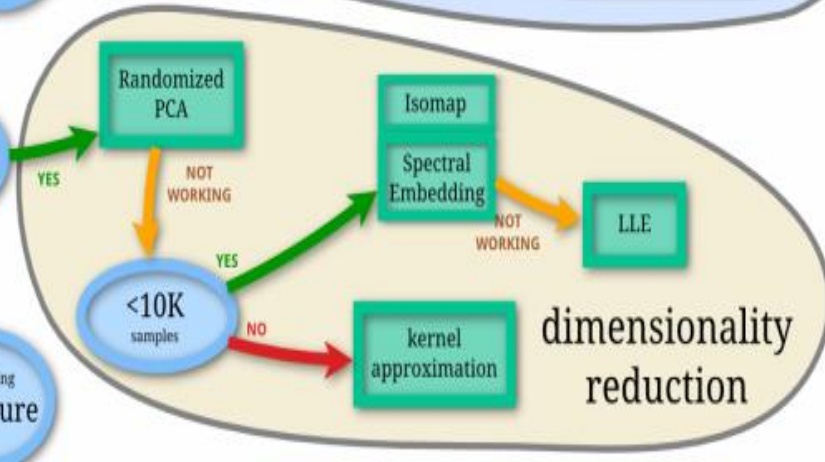 Randomized
PCA
YES
NOT
WORKING
Isomap
Spectral
Embedding
NOT
WORKING
LLE
YES
<10K
samples
NO
kernel
approximation
dimensionality
reduction
ng
ure